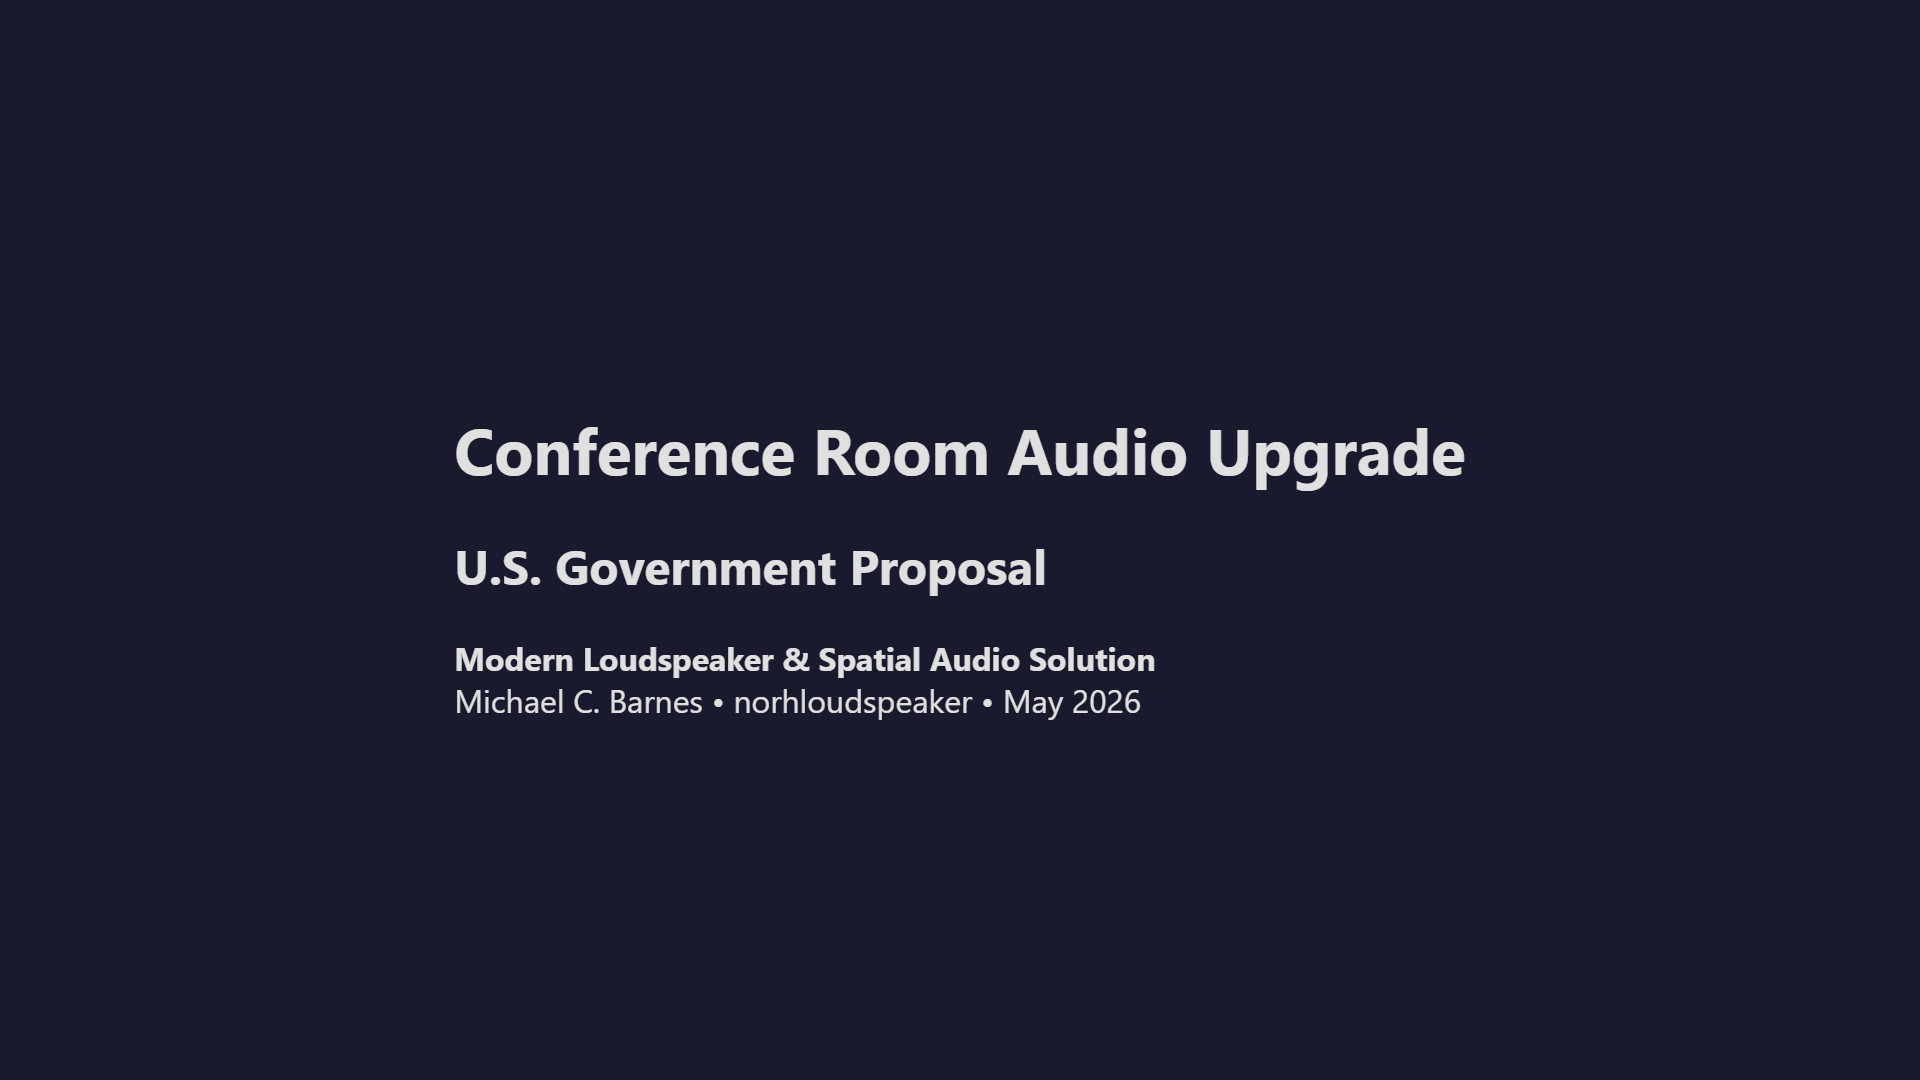 Conference Room Audio Upgrade
U.S. Government Proposal
Modern Loudspeaker & Spatial Audio Solution
Michael C. Barnes • norhloudspeaker • May 2026